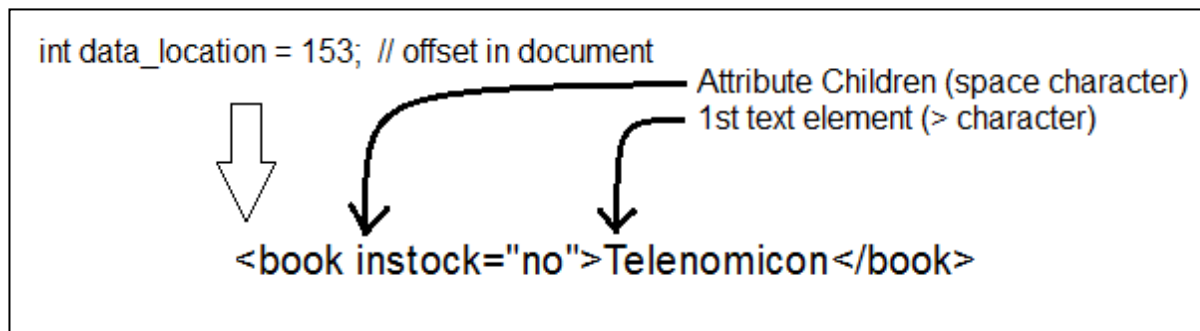 int data_location = 153;  // offset in document
Attribute Children (space character)
1st text element (> character)
<book instock="no">Telenomicon</book>